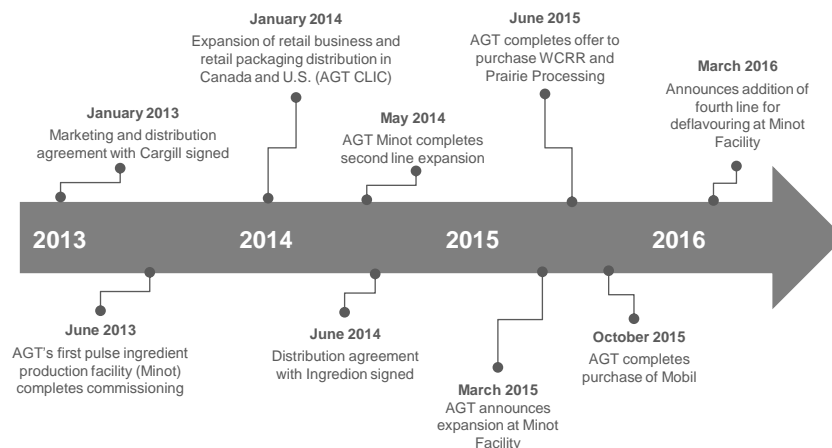 January 2014
Expansion of retail business and
retail packaging distribution in
Canada and U.S. (AGT CLIC)
June 2015
AGT completes offer to
purchase WCRR and
Prairie Processing
March 2016
Announces addition of
fourth line for
deflavouring at Minot
Facility
January 2013
Marketing and distribution
agreement with Cargill signed
May 2014
AGT Minot completes
second line expansion
2013
2014
2015
2016
June 2013
AGT's first pulse ingredient
production facility (Minot)
completes commissioning
June 2014
Distribution agreement
with Ingredion signed
March 2015
AGT announces
expansion at Minot
Facility
October 2015
AGT completes
purchase of Mobil